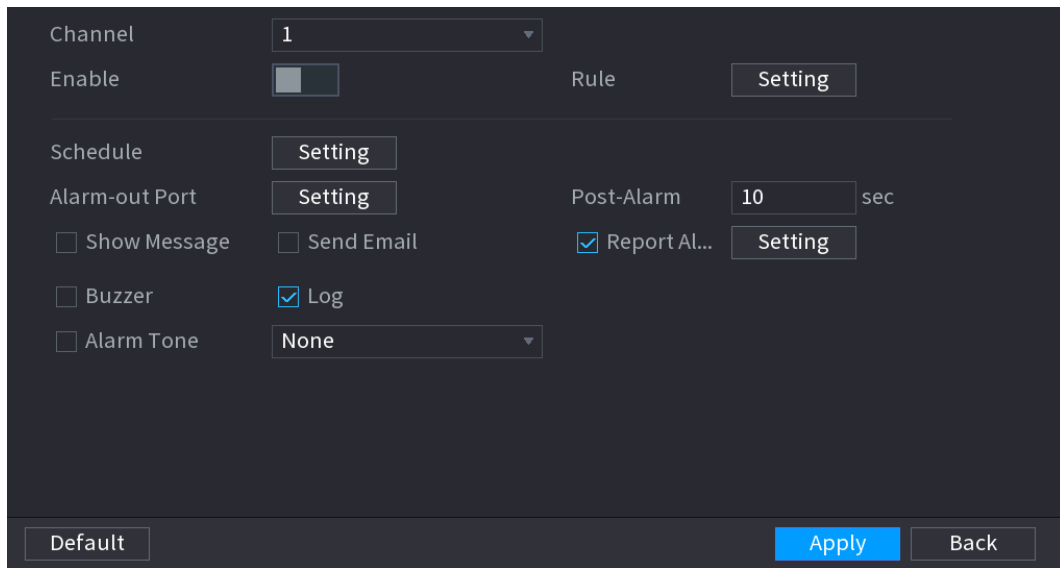 Channel 1
Enable Rule Setting
Schedule Setting
Alarm-out Port Setting Post-Alarm 10 sec
Show Message Send Email Report Al... Setting
Buzzer Log
Alarm Tone None
Default Apply Back